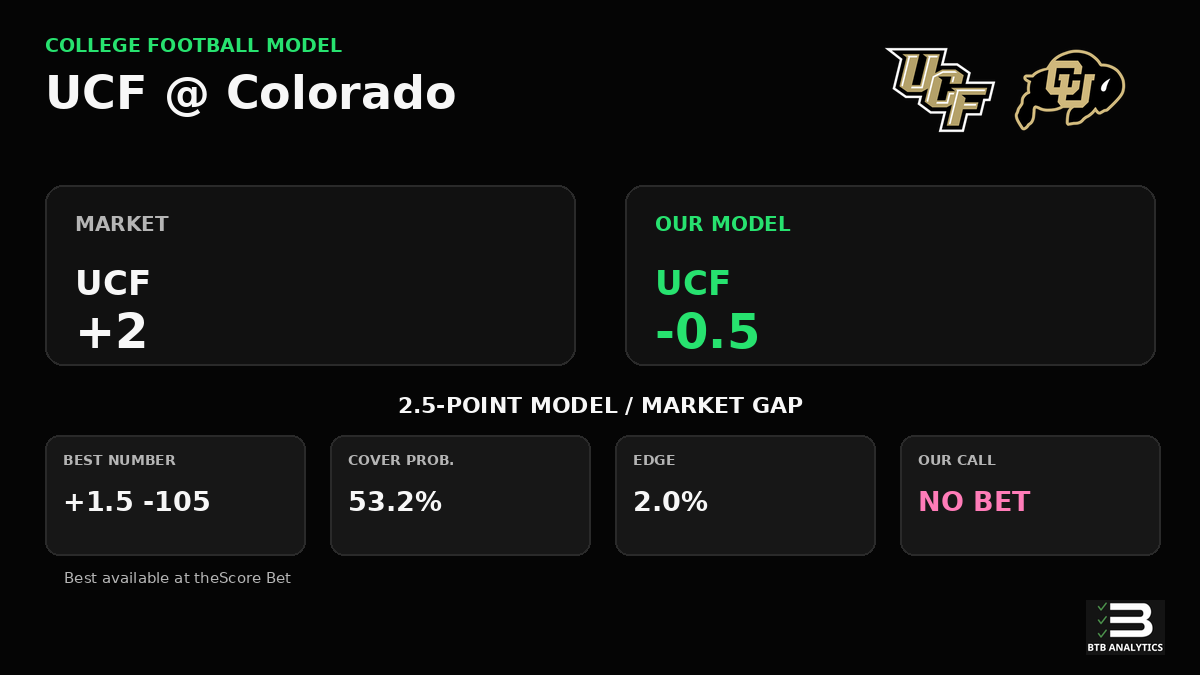 COLLEGE FOOTBALL MODEL
UCF @ Colorado
UCF
CU
MARKET
UCF
+2
OUR MODEL
UCF
-0.5
2.5-POINT MODEL / MARKET GAP
BEST NUMBER
+1.5 -105
COVER PROB.
53.2%
EDGE
2.0%
OUR CALL
NO BET
Best available at theScore Bet
B
BTB ANALYTICS